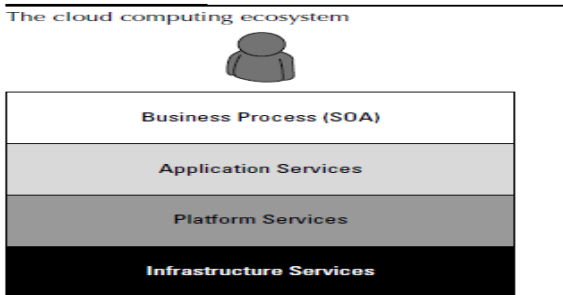 The cloud computing ecosystem
Business Process (SOA)
Application Services
Platform Services
Infrastructure Services